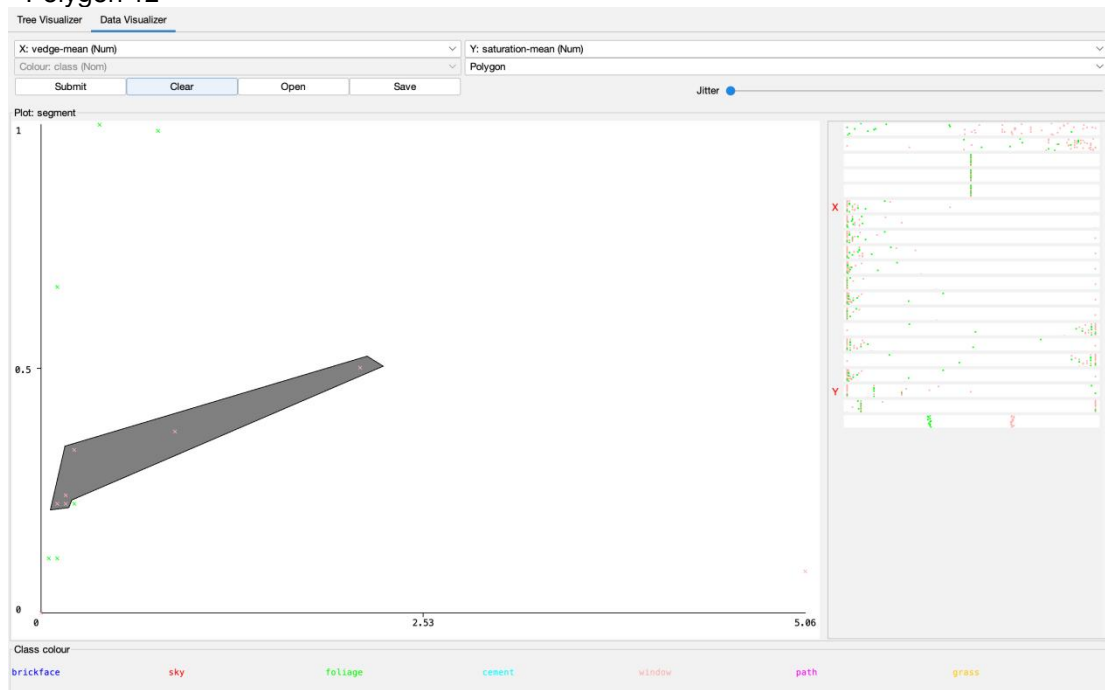 Polygon 12
Tree Visualizer Data Visualizer
X: vedge-mean (Num) Y: saturation-mean (Num)
Colour: class (Nom) Polygon
Submit Clear Open Save Jitter
Plot: segment
1
X
0.5
Y
0
0 2.53 5.06
Class colour
brickface sky foliage cement window path grass